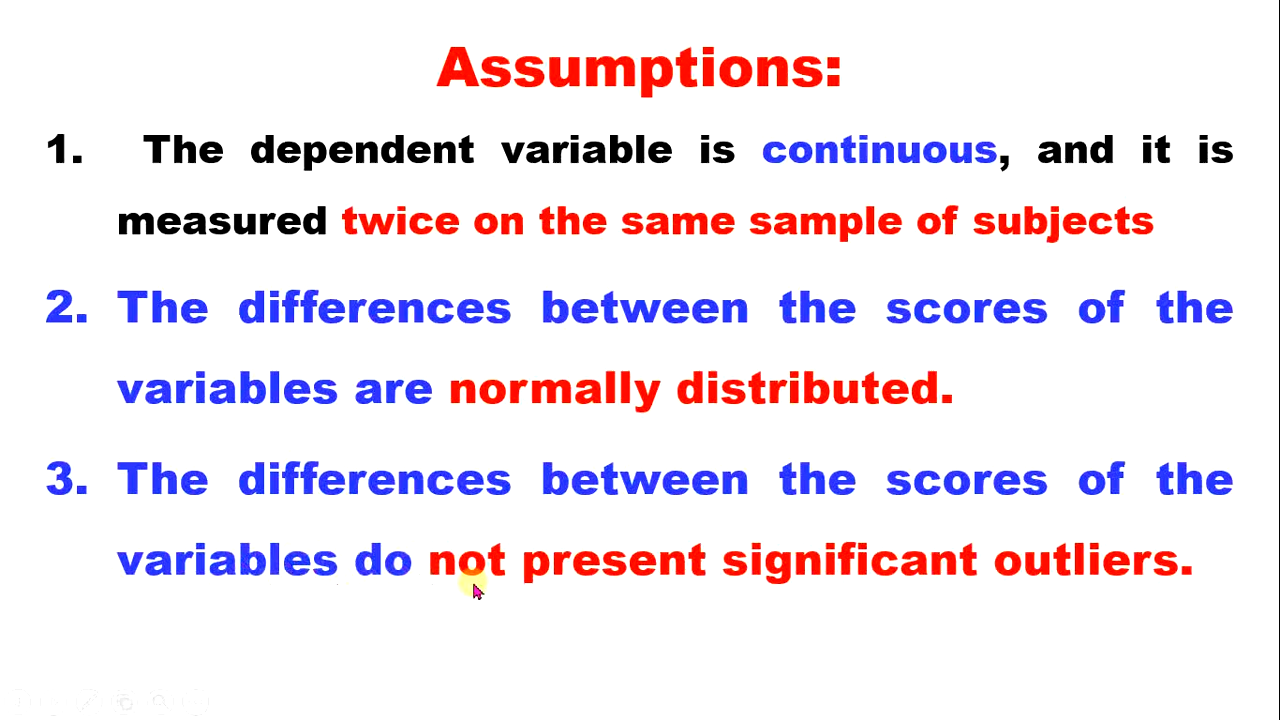 Assumptions:
1. The dependent variable is continuous, and it is
measured twice on the same sample of subjects
2. The differences between the scores of the
variables are normally distributed.
3. The differences between the scores of the
variables do not present significant outliers.